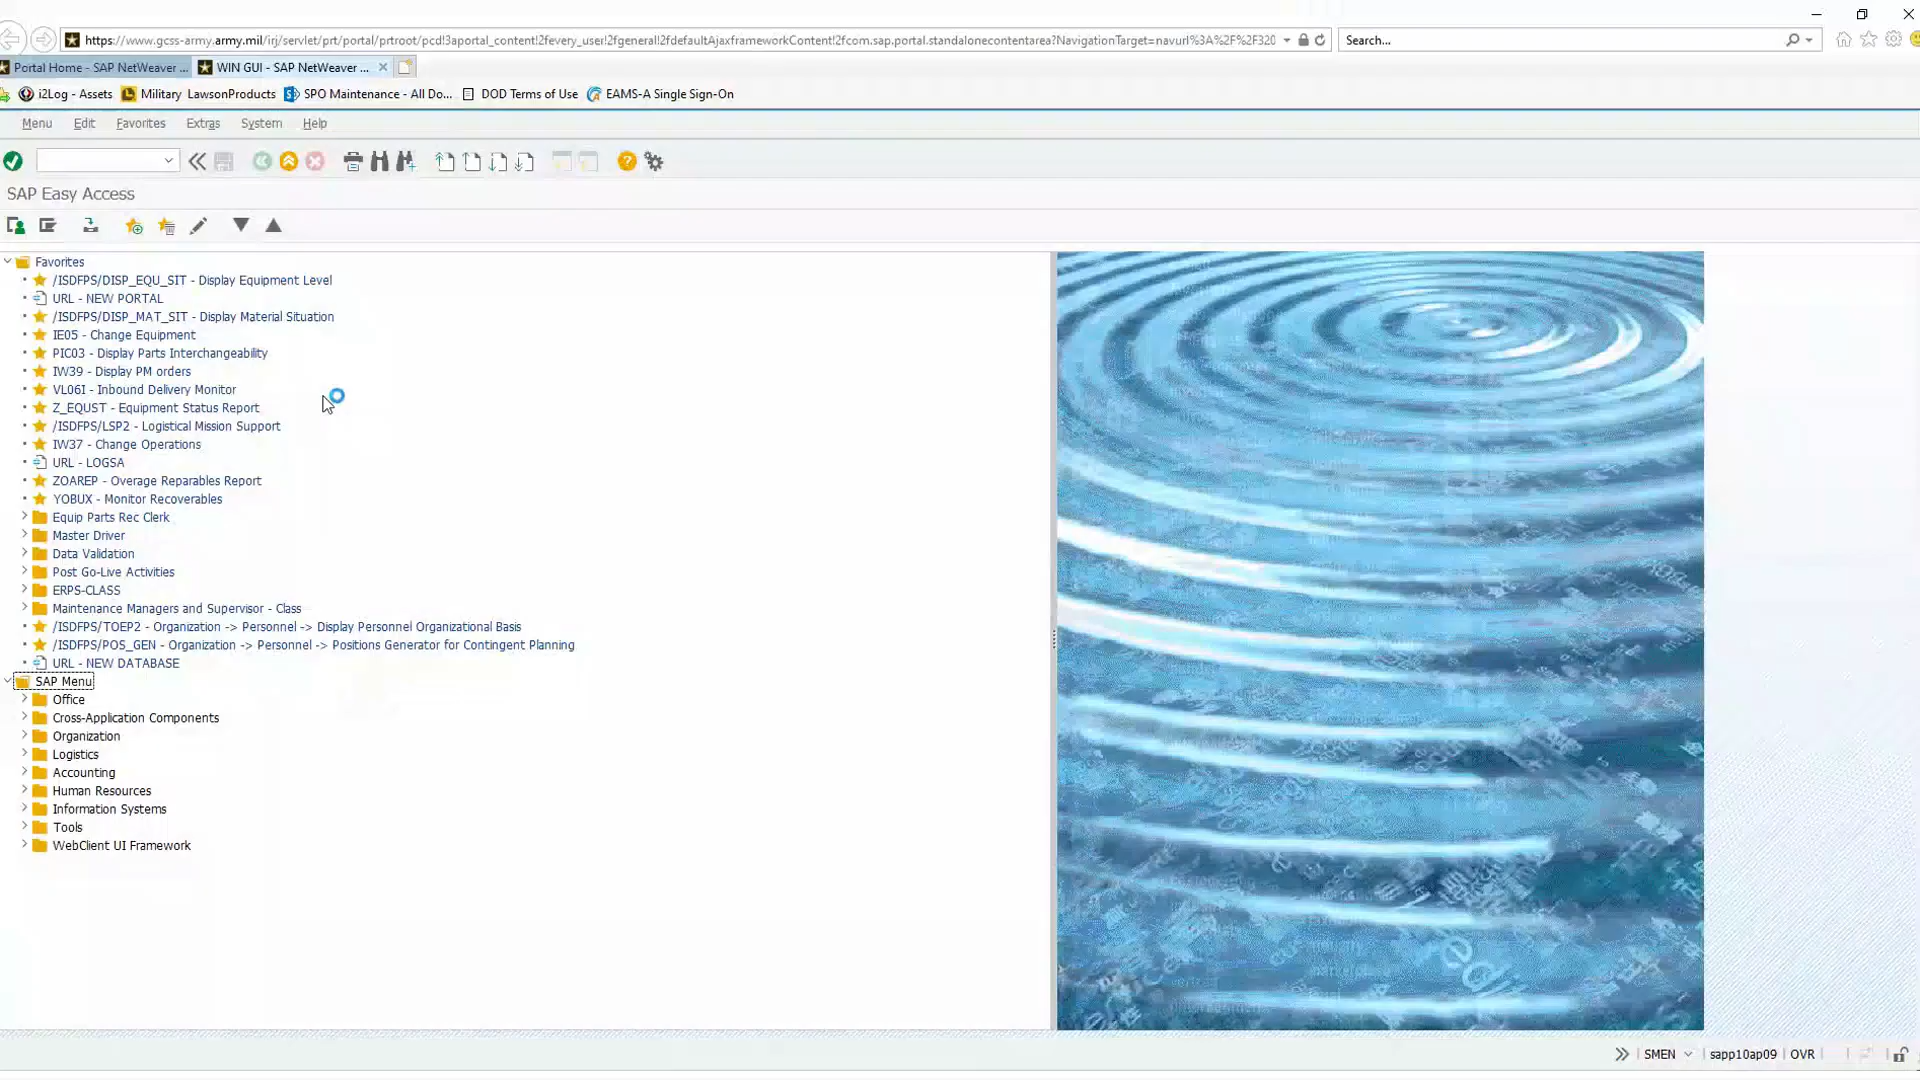 https://www.gcss-army.army.mil/irj/servlet/prt/portal/prtroot/pcd!3aportal_content!2fevery_user!2fgeneral!2fdefaultAjaxframeworkContent!2fcom.sap.portal.standalonecontentarea?NavigationTarget=navurl%3A%2F%2F320
Search...
Portal Home - SAP NetWeaver ...
WIN GUI - SAP NetWeaver ...
i2Log - Assets
Military LawsonProducts
SPO Maintenance - All Do...
DOD Terms of Use
EAMS-A Single Sign-On
Menu Edit Favorites Extras System Help
SAP Easy Access
Favorites
/ISDFPS/DISP_EQU_SIT - Display Equipment Level
URL - NEW PORTAL
/ISDFPS/DISP_MAT_SIT - Display Material Situation
IE05 - Change Equipment
PIC03 - Display Parts Interchangeability
IW39 - Display PM orders
VL06I - Inbound Delivery Monitor
Z_EQUST - Equipment Status Report
/ISDFPS/LSP2 - Logistical Mission Support
IW37 - Change Operations
URL - LOGSA
ZOAREP - Overage Reparables Report
YOBUX - Monitor Recoverables
Equip Parts Rec Clerk
Master Driver
Data Validation
Post Go-Live Activities
ERPS-CLASS
Maintenance Managers and Supervisor - Class
/ISDFPS/TOEP2 - Organization -> Personnel -> Display Personnel Organizational Basis
/ISDFPS/POS_GEN - Organization -> Personnel -> Positions Generator for Contingent Planning
URL - NEW DATABASE
SAP Menu
Office
Cross-Application Components
Organization
Logistics
Accounting
Human Resources
Information Systems
Tools
WebClient UI Framework
SMEN
sapp10ap09
OVR